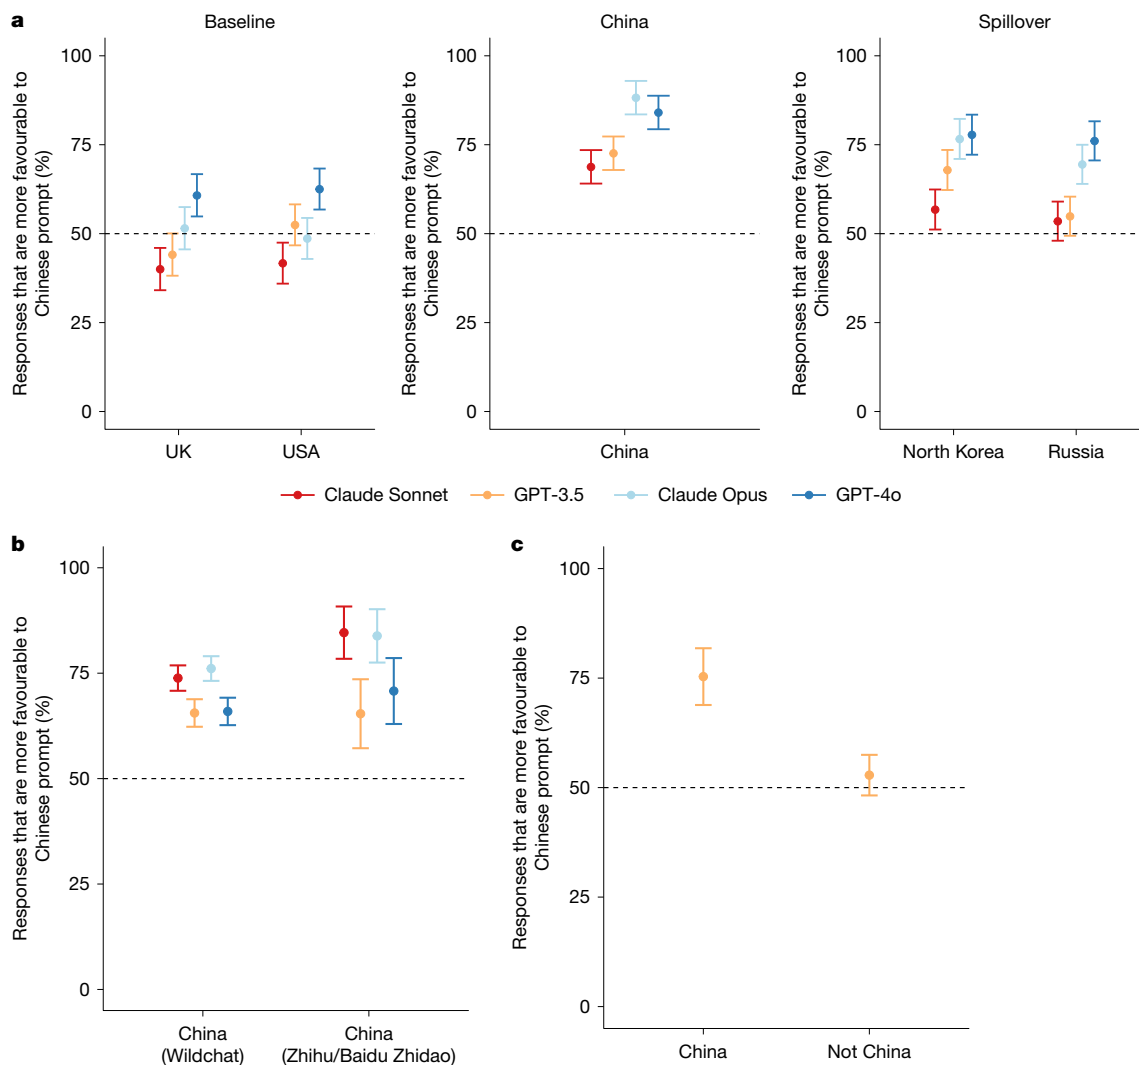 a
Baseline
China
Spillover
Responses that are more favourable to
Chinese prompt (%)
100
75
50
25
0
UK
USA
Responses that are more favourable to
Chinese prompt (%)
100
75
50
25
0
China
Responses that are more favourable to
Chinese prompt (%)
100
75
50
25
0
North Korea
Russia
Claude Sonnet
GPT-3.5
Claude Opus
GPT-4o
b
Responses that are more favourable to
Chinese prompt (%)
100
75
50
25
0
China
(Wildchat)
China
(Zhihu/Baidu Zhidao)
c
Responses that are more favourable to
Chinese prompt (%)
100
75
50
25
0
China
Not China